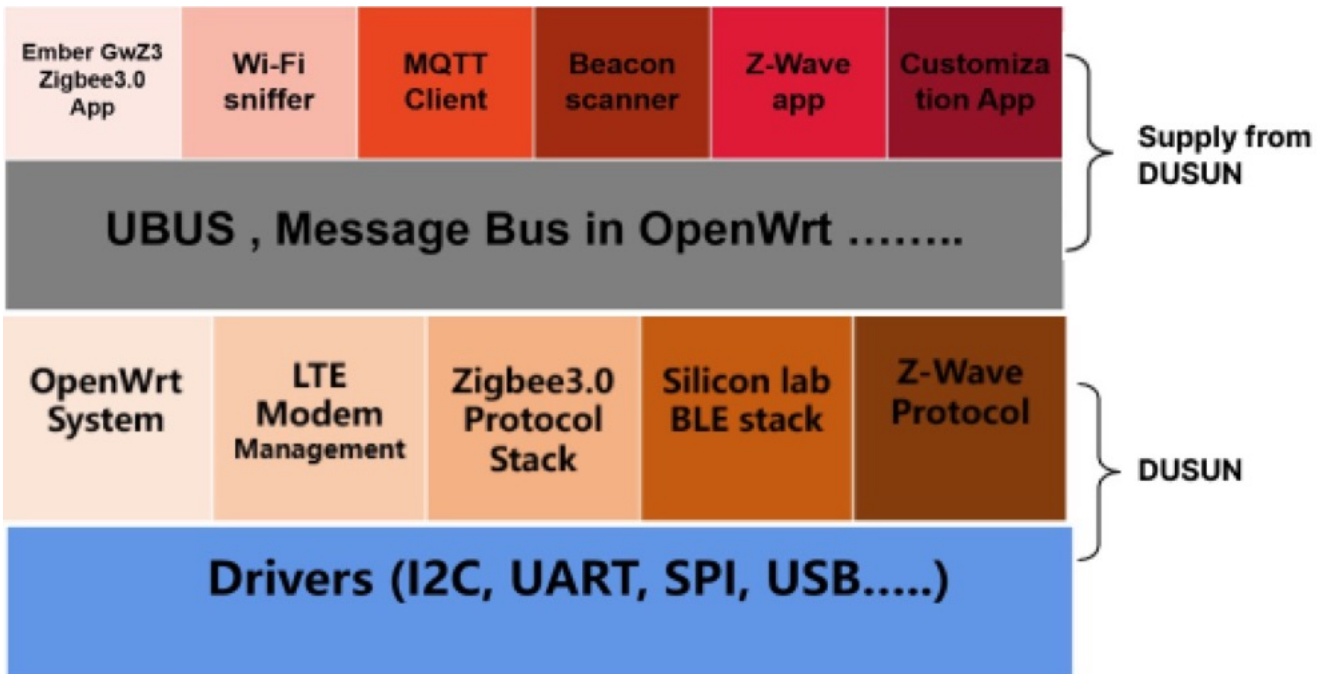 Ember GwZ3
Zigbee3.0
App
Wi-Fi
sniffer
MQTT
Client
Beacon
scanner
Z-Wave
app
Customiza
tion App
Supply from
DUSUN
UBUS , Message Bus in OpenWrt ........
OpenWrt
System
LTE
Modem
Management
Zigbee3.0
Protocol
Stack
Silicon lab
BLE stack
Z-Wave
Protocol
DUSUN
Drivers (I2C, UART, SPI, USB.....)